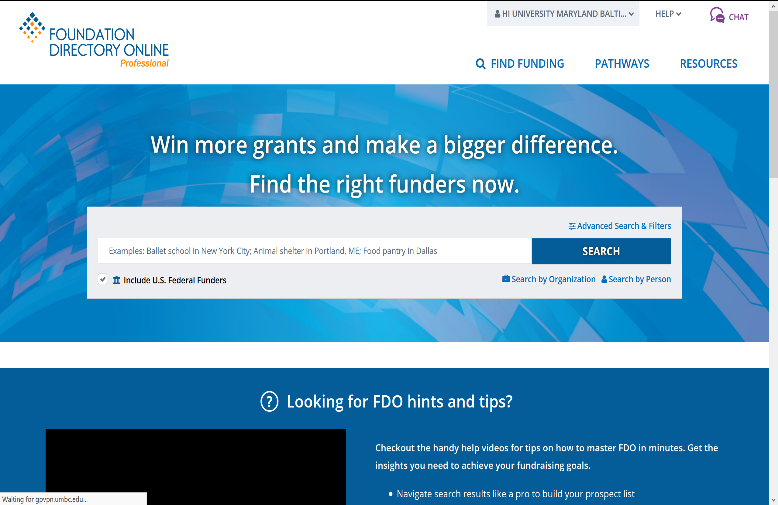 HI UNIVERSITY MARYLAND BALTI...
HELP
CHAT
FOUNDATION
DIRECTORY ONLINE
Professional
FIND FUNDING
PATHWAYS
RESOURCES
Win more grants and make a bigger difference.
Find the right funders now.
Advanced Search & Filters
Examples: Ballet school in New York City; Animal shelter in Portland, ME; Food pantry in Dallas
SEARCH
Include U.S. Federal Funders
Search by Organization
Search by Person
? Looking for FDO hints and tips?
Checkout the handy help videos for tips on how to master FDO in minutes. Get the
insights you need to achieve your fundraising goals.
• Navigate search results like a pro to build your prospect list
Waiting for gpvpn.umbc.edu...